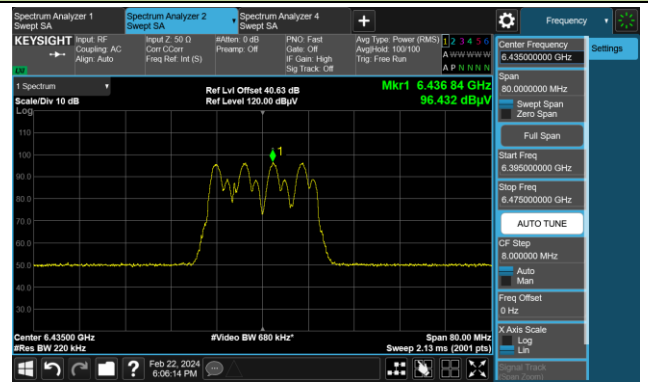 Spectrum Analyzer 1
Swept SA
Spectrum Analyzer 2
Swept SA
Spectrum Analyzer 4
Swept SA
Frequency
KEYSIGHT
Input: RF
Coupling: AC
Align: Auto
Input Z: 50 Ω
Corr CCorr
Freq Ref: Int (S)
#Atten: 0 dB
Preamp: Off
PNO: Fast
Gate: Off
IF Gain: High
Sig Track: Off
Avg Type: Power (RMS)
Avg|Hold: 100/100
Trig: Free Run
1 2 3 4 5 6
A W W W W W
A P N N N N
1 Spectrum
Scale/Div 10 dB
Log
Ref Lvl Offset 40.63 dB
Ref Level 120.00 dBµV
Mkr1 6.436 84 GHz
96.432 dBµV
1
110
100
90.0
80.0
70.0
60.0
50.0
40.0
30.0
Center 6.43500 GHz
#Res BW 220 kHz
#Video BW 680 kHz*
Span 80.00 MHz
Sweep 2.13 ms (2001 pts)
Feb 22, 2024
6:06:14 PM
Center Frequency
6.435000000 GHz
Span
80.0000000 MHz
Swept Span
Zero Span
Full Span
Start Freq
6.395000000 GHz
Stop Freq
6.475000000 GHz
AUTO TUNE
CF Step
8.000000 MHz
Auto
Man
Freq Offset
0 Hz
X Axis Scale
Log
Lin
Signal Track
(Span Zoom)
Settings